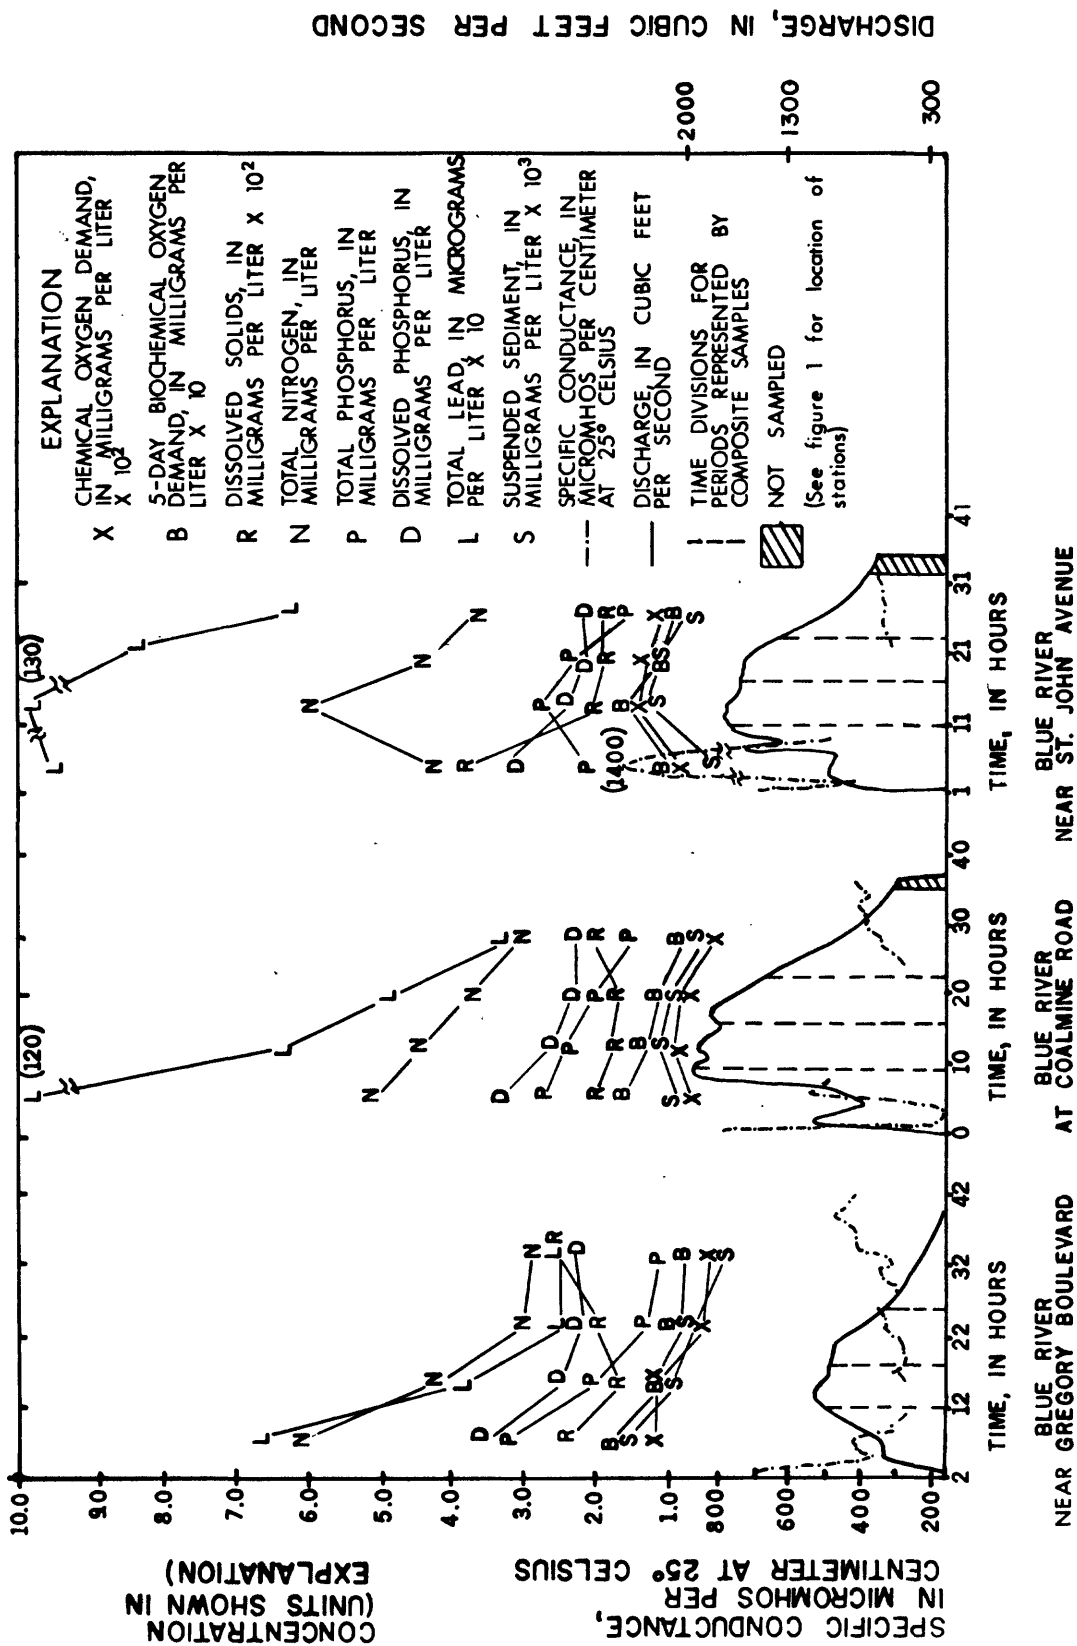 CONCENTRATION
(UNITS SHOWN IN
EXPLANATION)
SPECIFIC CONDUCTANCE,
IN MICROMHOS PER
CENTIMETER AT 25° CELSIUS
10.0
9.0
8.0
7.0
6.0
5.0
4.0
3.0
2.0
800
600
400
200
L N D P R B S X
N L D P R B X S
N L D R P B S X
N L R D P B X S
L (120)
N D P R B S X
L N D P R B S X
L N D P R B S X
L N D R P B S X
L
N R D P B X S L
(1400)
L (130)
N P D R B X S
L
N P D R X B S
L N D R P X B S
2 12 22 32 42
TIME, IN HOURS
BLUE RIVER
NEAR GREGORY BOULEVARD
0 10 20 30 40
TIME, IN HOURS
BLUE RIVER
AT COALMINE ROAD
1 11 21 31 41
TIME, IN HOURS
BLUE RIVER
NEAR ST. JOHN AVENUE
EXPLANATION
X CHEMICAL OXYGEN DEMAND,
IN MILLIGRAMS PER LITER
X 10²
B 5-DAY BIOCHEMICAL OXYGEN
DEMAND, IN MILLIGRAMS PER
LITER X 10
R DISSOLVED SOLIDS, IN
MILLIGRAMS PER LITER X 10²
N TOTAL NITROGEN, IN
MILLIGRAMS PER LITER
P TOTAL PHOSPHORUS, IN
MILLIGRAMS PER LITER
D DISSOLVED PHOSPHORUS, IN
MILLIGRAMS PER LITER
L TOTAL LEAD, IN MICROGRAMS
PER LITER X 10
S SUSPENDED SEDIMENT, IN
MILLIGRAMS PER LITER X 10³
SPECIFIC CONDUCTANCE, IN
MICROMHOS PER CENTIMETER
AT 25° CELSIUS
DISCHARGE, IN CUBIC FEET
PER SECOND
TIME DIVISIONS FOR
PERIODS REPRESENTED BY
COMPOSITE SAMPLES
NOT SAMPLED
(See figure 1 for location of
stations)
2000
1300
300
DISCHARGE, IN CUBIC FEET PER SECOND